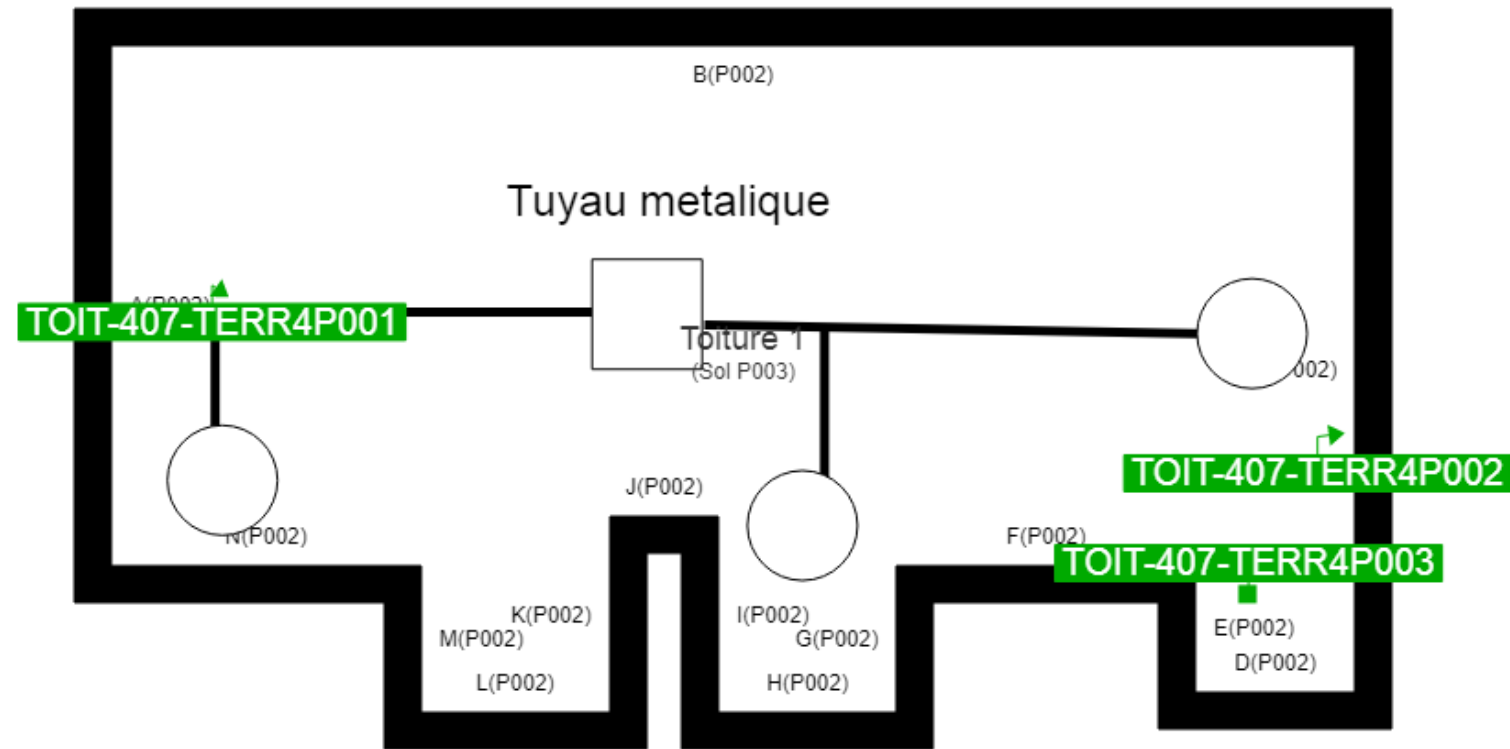 B(P002)
Tuyau metalique
A(P002)
TOIT-407-TERR4P001
Toiture 1
(Sol P003)
002)
TOIT-407-TERR4P002
J(P002)
N(P002)
F(P002)
TOIT-407-TERR4P003
K(P002)
I(P002)
E(P002)
M(P002)
G(P002)
D(P002)
L(P002)
H(P002)